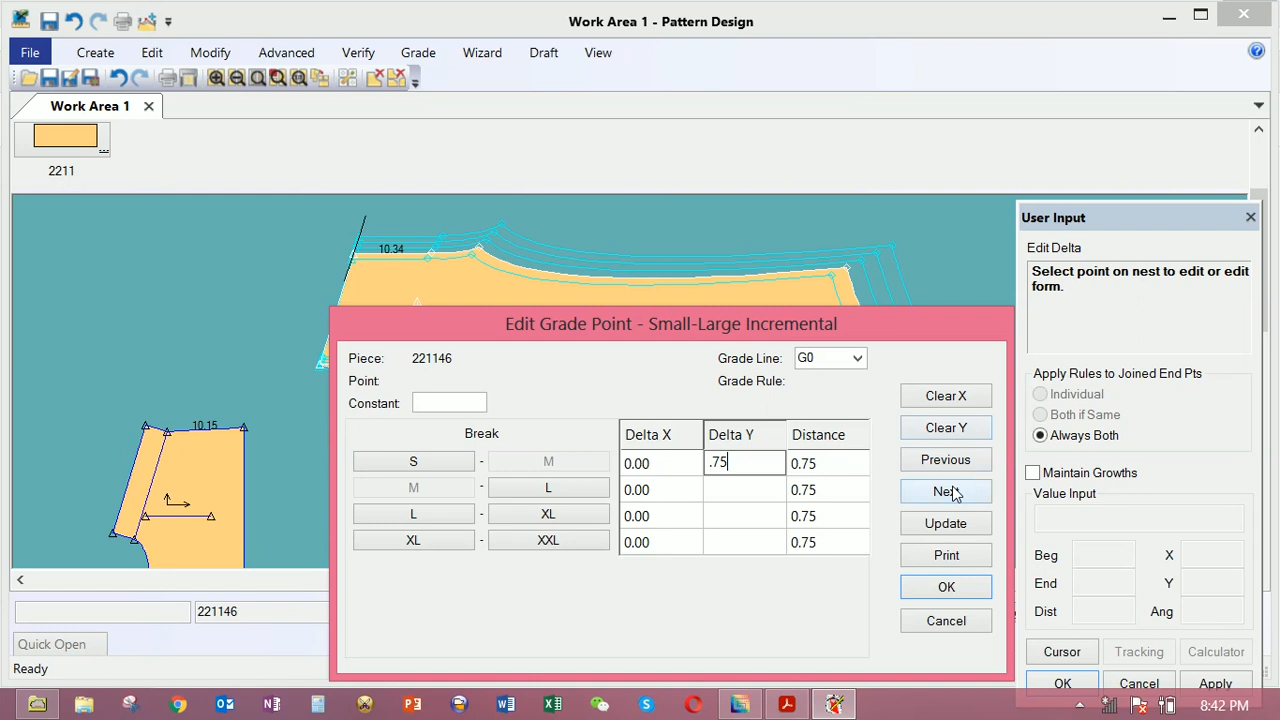 Work Area 1 - Pattern Design
File Create Edit Modify Advanced Verify Grade Wizard Draft View
Work Area 1
2211
10.34
10.15
User Input
Edit Delta
Select point on nest to edit or edit
form.
Apply Rules to Joined End Pts
Individual
Both if Same
Always Both
Maintain Growths
Value Input
Beg X
End Y
Dist Ang
Cursor Tracking Calculator
OK Cancel Apply
Edit Grade Point - Small-Large Incremental
Piece: 221146 Grade Line: G0
Point: Grade Rule:
Constant:
Break Delta X Delta Y Distance
S - M 0.00 .75 0.75
M - L 0.00 0.75
L - XL 0.00 0.75
XL - XXL 0.00 0.75
Clear X
Clear Y
Previous
Next
Update
Print
OK
Cancel
221146
Quick Open
Ready
8:42 PM